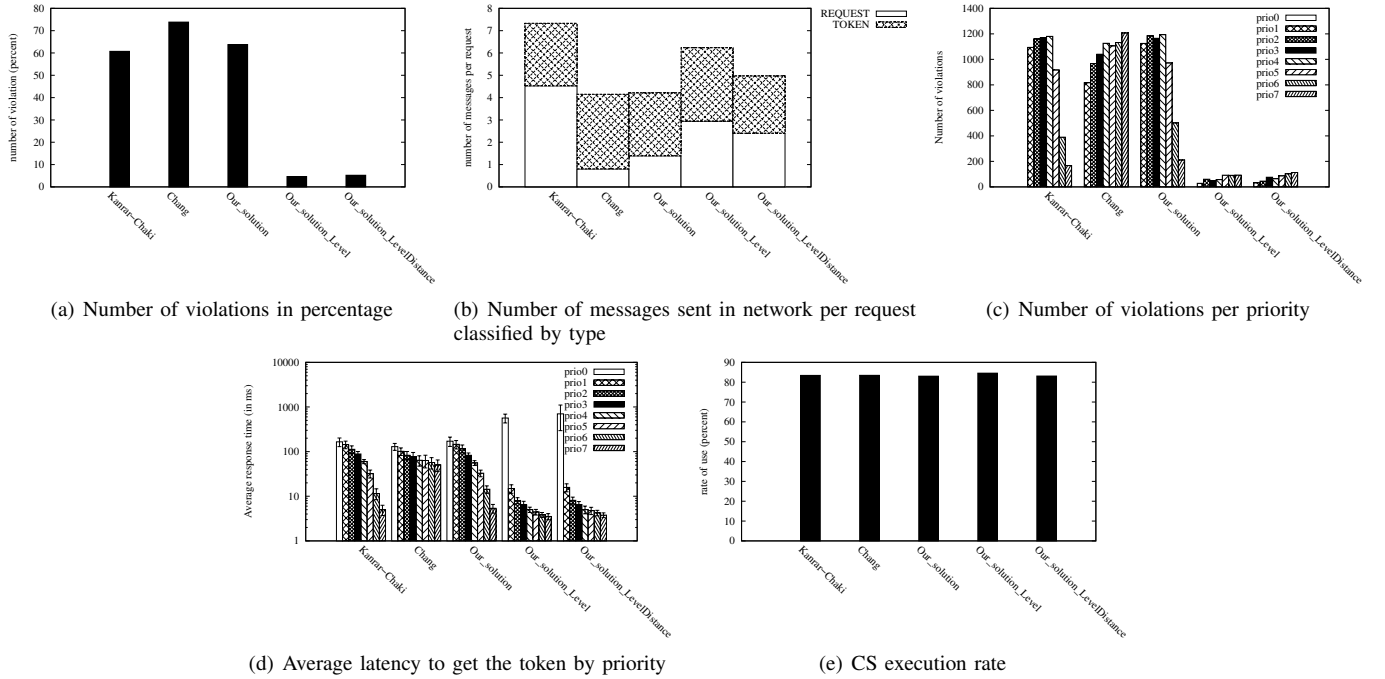 number of violation (percent)
80
70
60
50
40
30
20
10
0
Kanrar-Chaki
Chang
Our_solution
Our_solution_Level
Our_solution_LevelDistance
(a) Number of violations in percentage
number of messages per request
8
7
6
5
4
3
2
1
0
REQUEST
TOKEN
Kanrar-Chaki
Chang
Our_solution
Our_solution_Level
Our_solution_LevelDistance
(b) Number of messages sent in network per request
classified by type
Number of violations
1400
1200
1000
800
600
400
200
0
prio0
prio1
prio2
prio3
prio4
prio5
prio6
prio7
Kanrar-Chaki
Chang
Our_solution
Our_solution_Level
Our_solution_LevelDistance
(c) Number of violations per priority
Average response time (in ms)
10000
1000
100
10
1
prio0
prio1
prio2
prio3
prio4
prio5
prio6
prio7
Kanrar-Chaki
Chang
Our_solution
Our_solution_Level
Our_solution_LevelDistance
(d) Average latency to get the token by priority
rate of use (percent)
90
80
70
60
50
40
30
20
10
0
Kanrar-Chaki
Chang
Our_solution
Our_solution_Level
Our_solution_LevelDistance
(e) CS execution rate